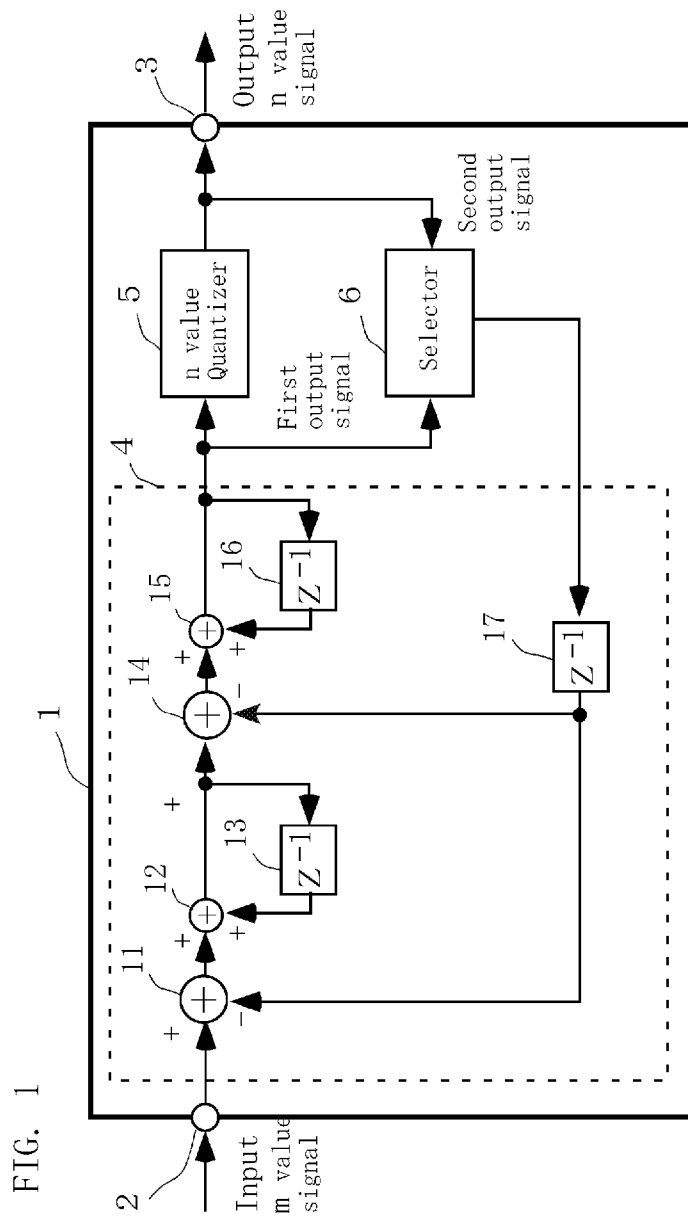 FIG. 1
1
2
Input
m value
signal
11
+
+
-
12
+
+
+
13
Z-1
+
14
+
-
15
+
+
+
16
Z-1
4
First
output
signal
5
n value
Quantizer
6
Selector
Second
output
signal
17
Z-1
3
Output
n value
signal